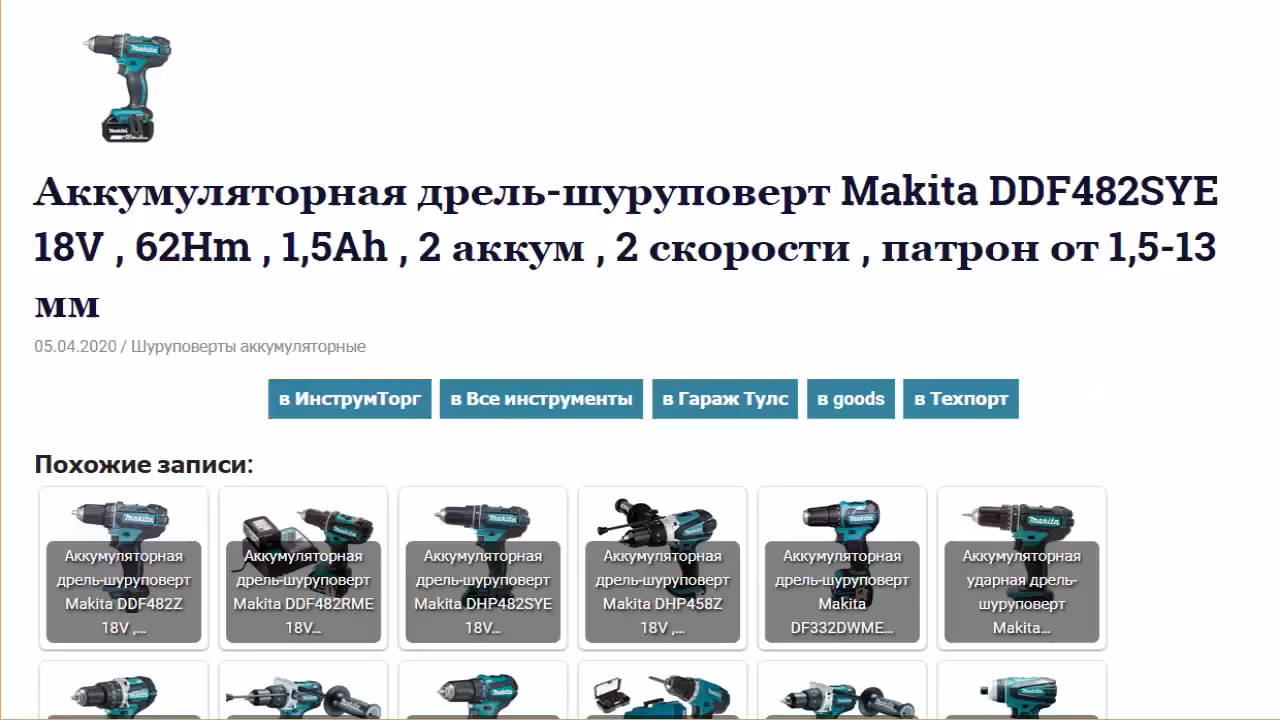 Makita
Makita
Аккумуляторная дрель-шуруповерт Makita DDF482SYE
18V , 62Hm , 1,5Ah , 2 аккум , 2 скорости , патрон от 1,5-13
мм
05.04.2020 / Шуруповерты аккумуляторные
в ИнструмТорг в Все инструменты в Гараж Тулс в goods в Техпорт
Похожие записи:
Аккумуляторная
дрель-шуруповерт
Makita DDF482Z
18V ,...
Аккумуляторная
дрель-шуруповерт
Makita DDF482RME
18V...
Аккумуляторная
дрель-шуруповерт
Makita DHP482SYE
18V...
Аккумуляторная
дрель-шуруповерт
Makita DHP458Z
18V ,...
Аккумуляторная
дрель-шуруповерт
Makita
DF332DWME...
Аккумуляторная
ударная дрель-
шуруповерт
Makita...